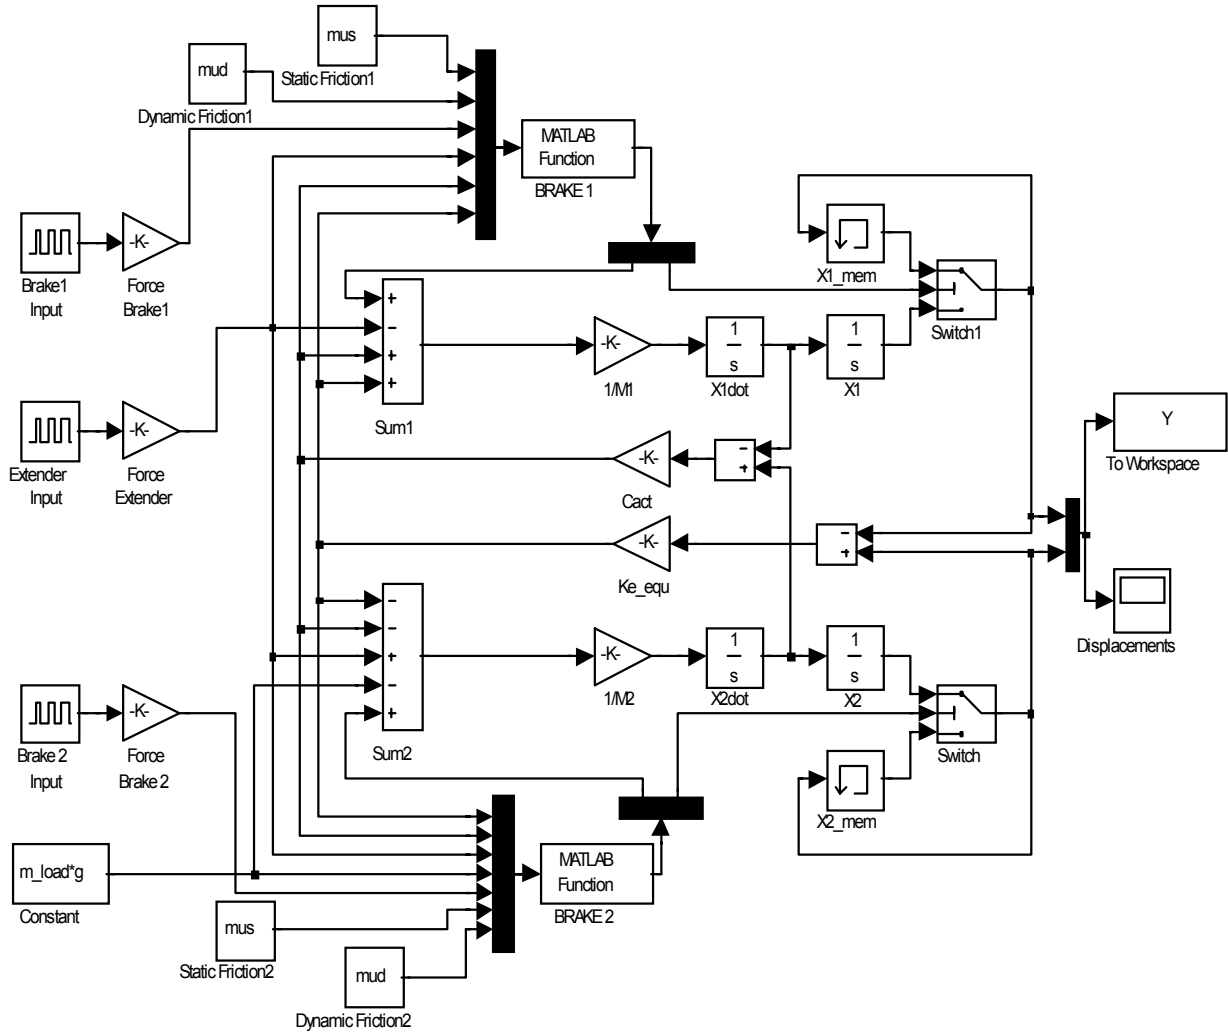 mus
Static Friction1
mud
Dynamic Friction1
MATLAB
Function
BRAKE 1
Brake1
Input
-K-
Force
Brake1
X1_mem
Switch1
+
−
+
+
Sum1
-K-
1/M1
1
s
X1dot
1
s
X1
Extender
Input
-K-
Force
Extender
-K-
Cact
−
+
Y
To Workspace
-K-
Ke_equ
−
+
Displacements
−
−
+
−
+
Sum2
-K-
1/M2
1
s
X2dot
1
s
X2
Switch
Brake 2
Input
-K-
Force
Brake 2
X2_mem
m_load*g
Constant
MATLAB
Function
BRAKE 2
mus
Static Friction2
mud
Dynamic Friction2